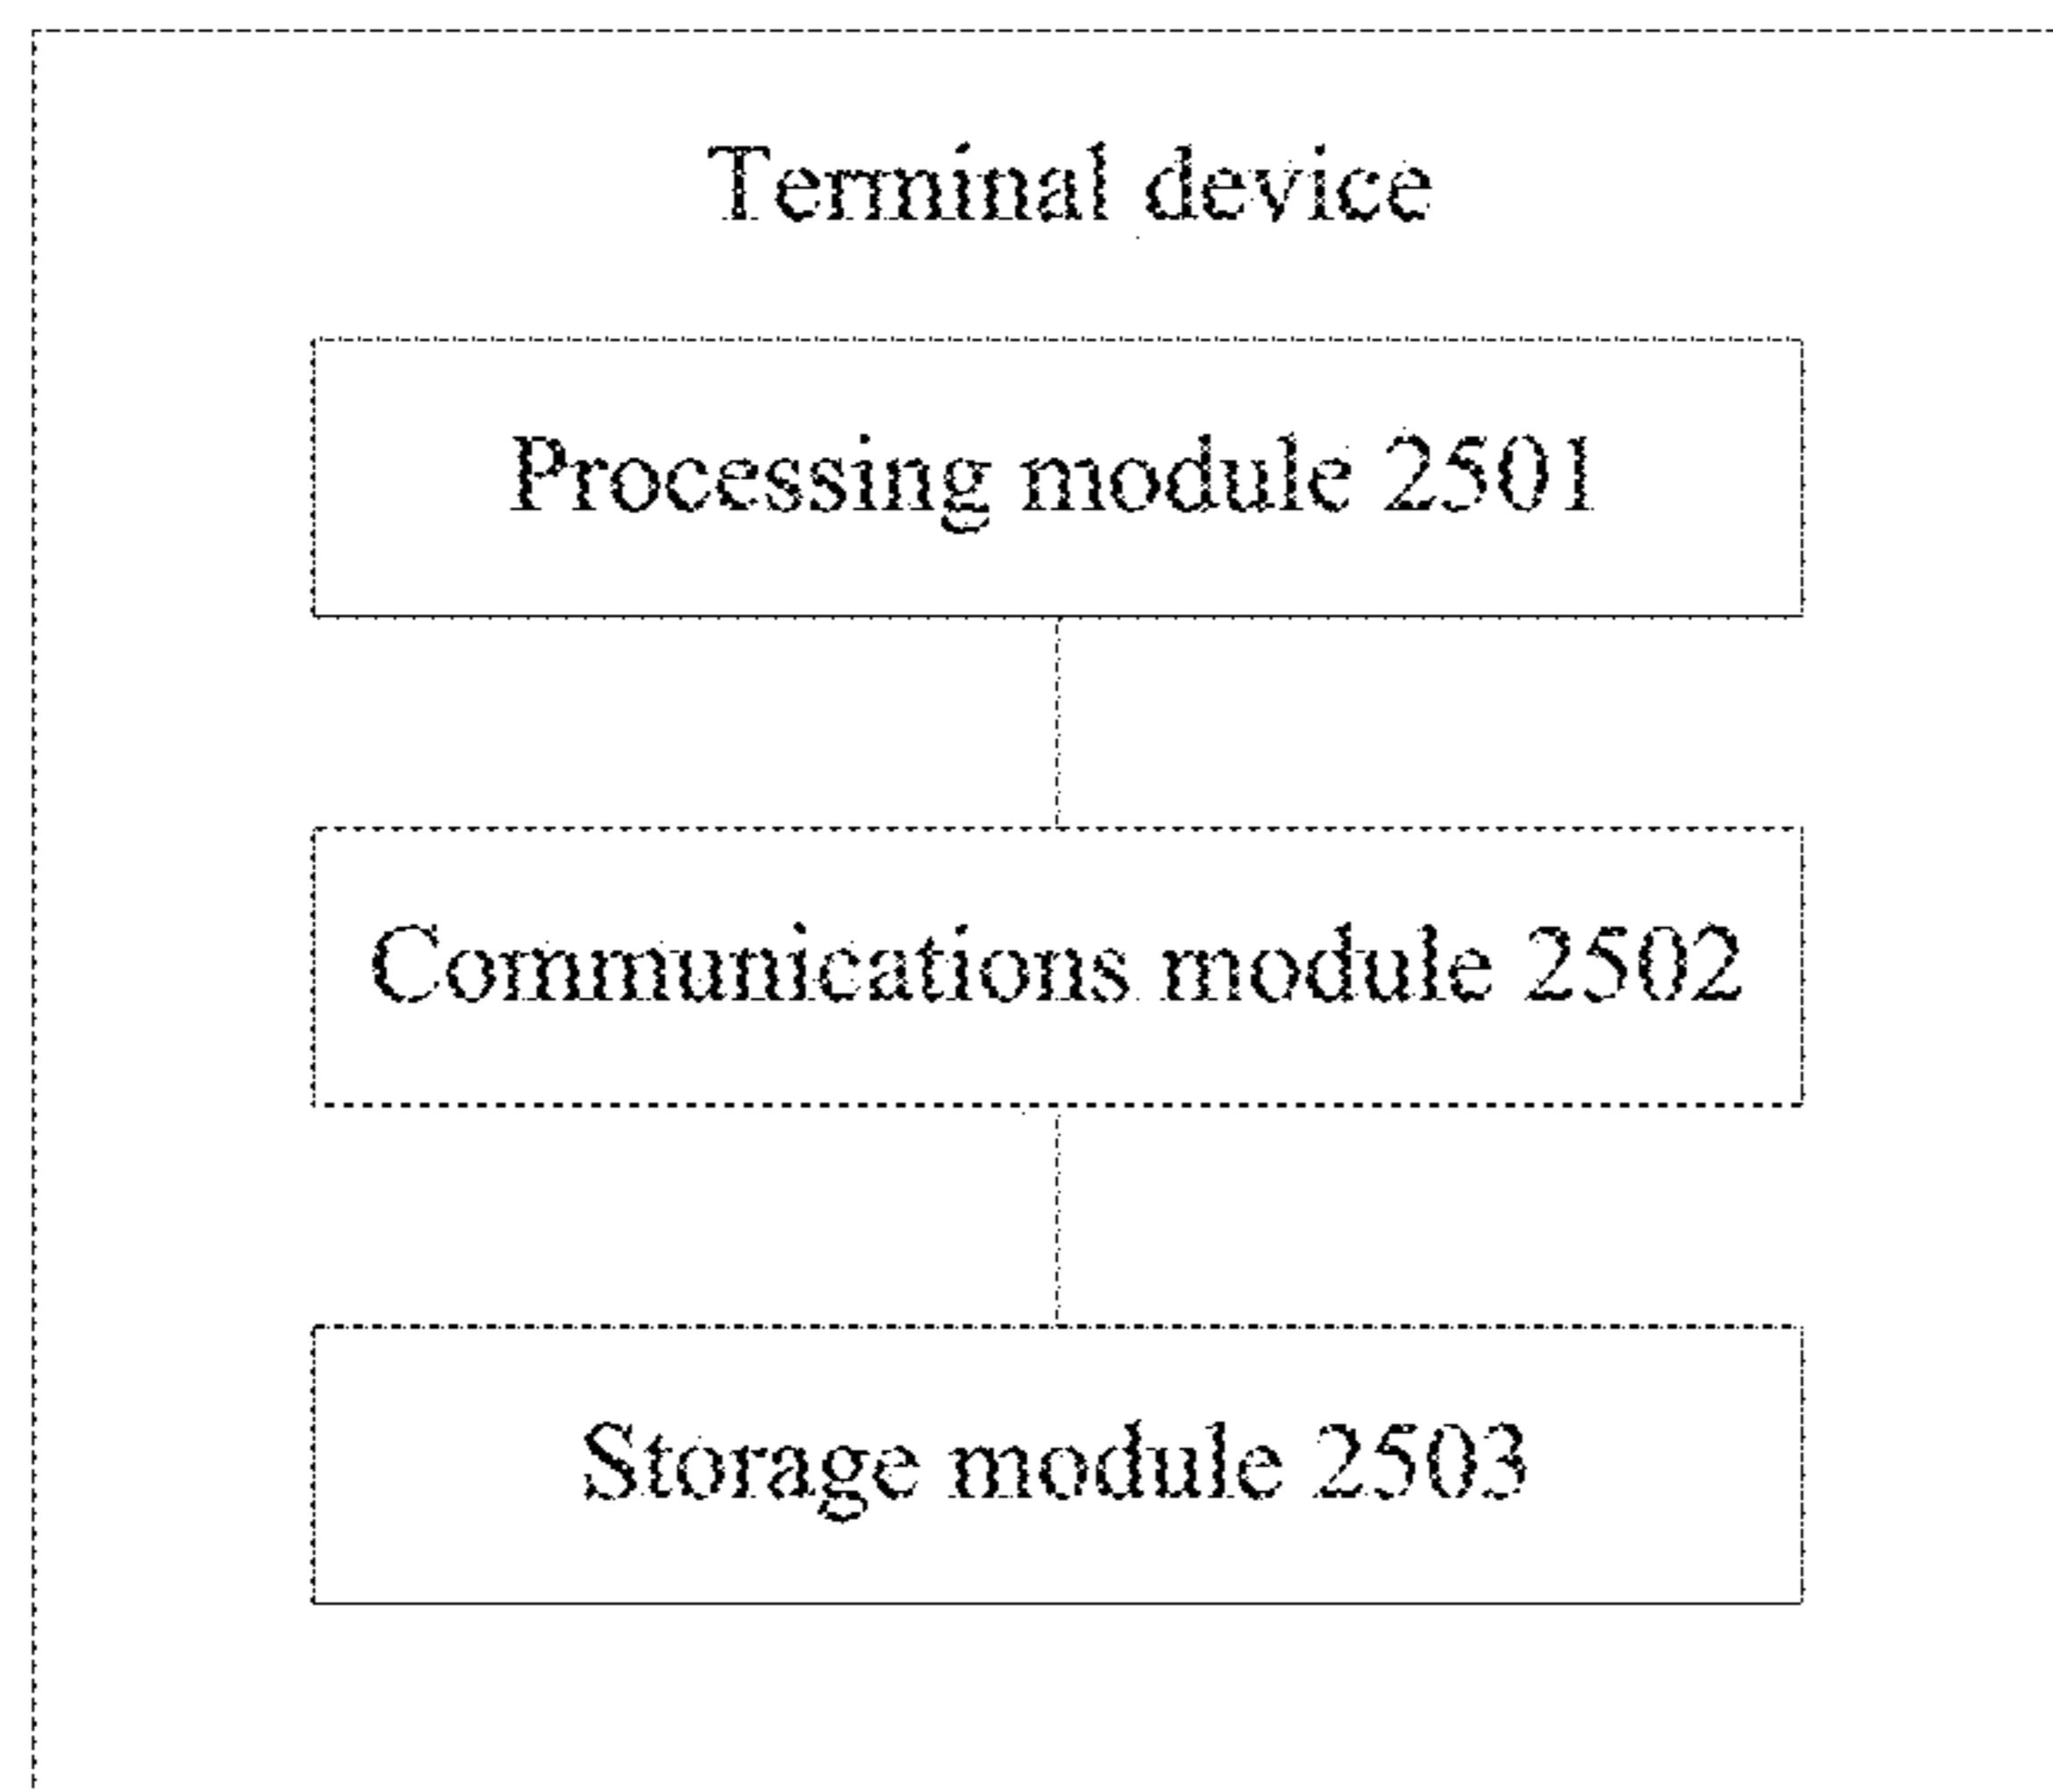 Terminal device
Processing module 2501
Communications module 2502
Storage module 2503